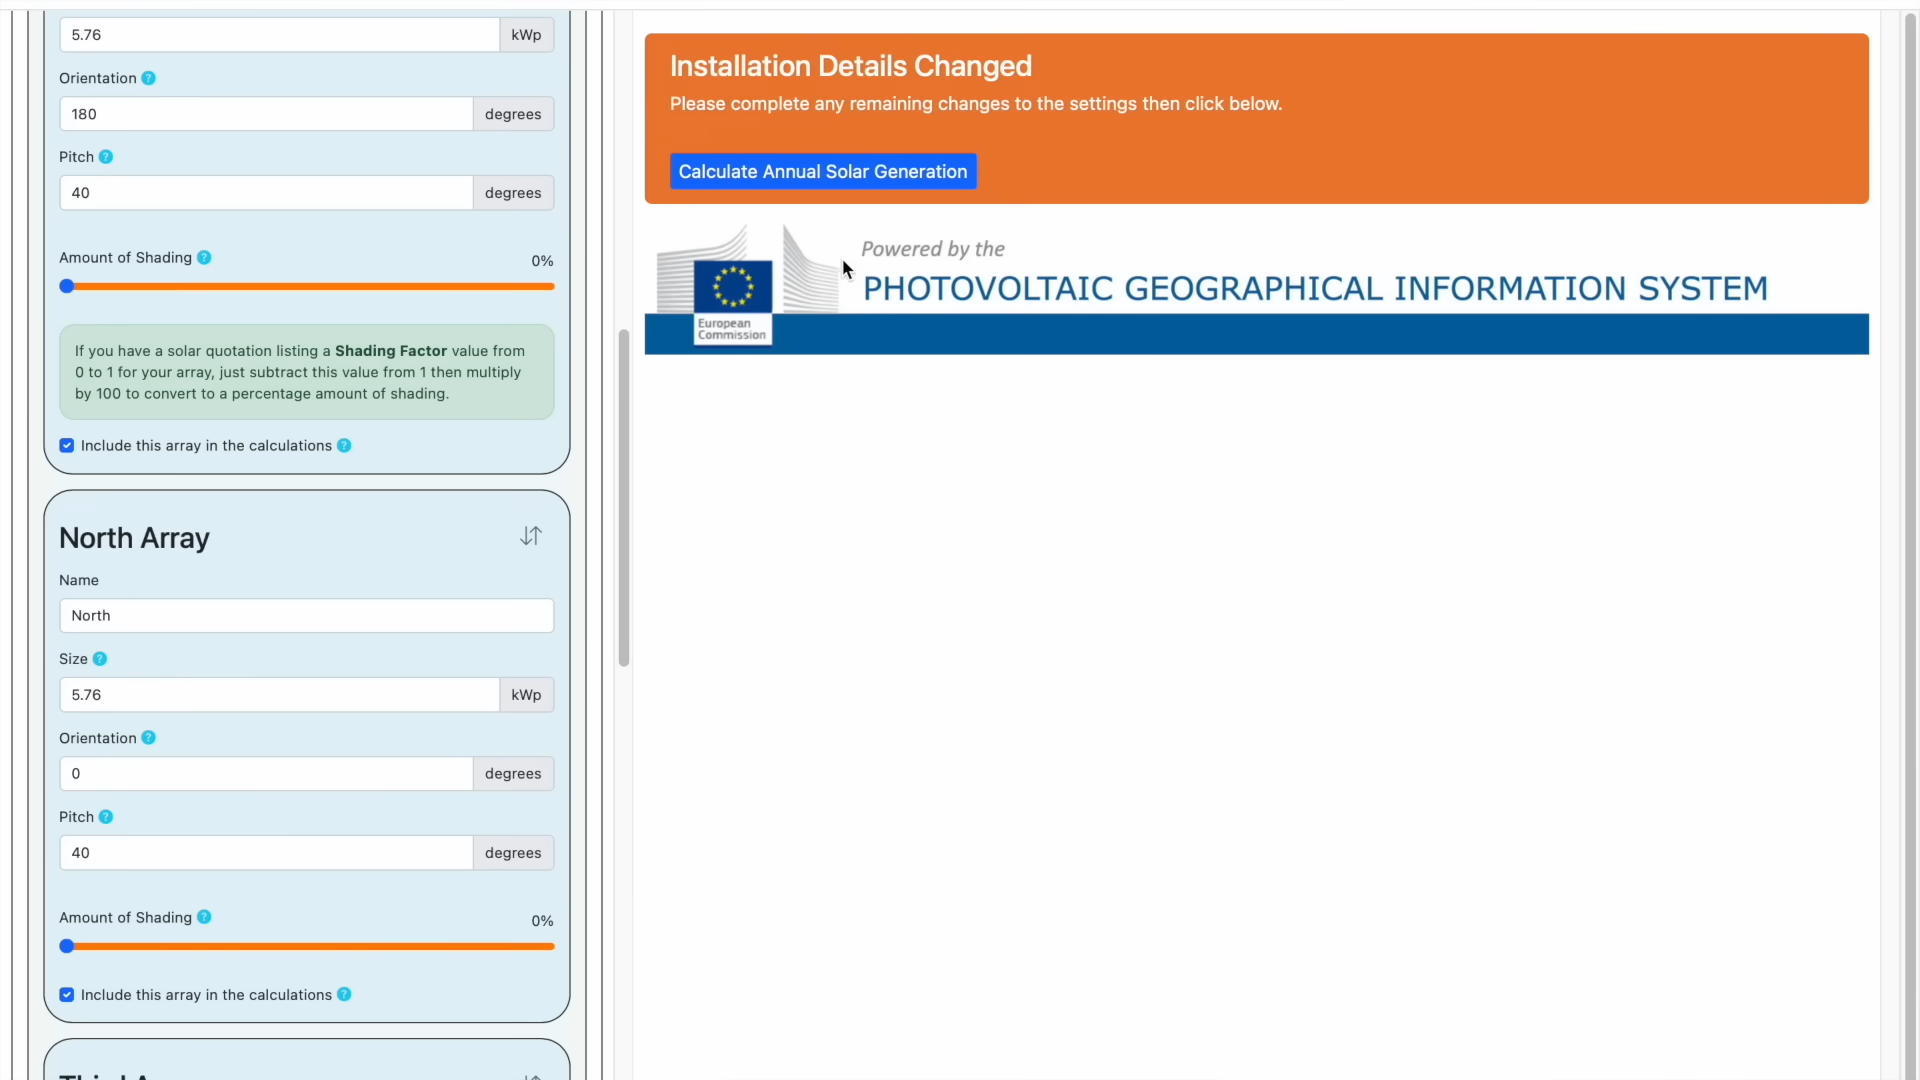 5.76 kWp
Orientation ?
180 degrees
Pitch ?
40 degrees
Amount of Shading ? 0%
If you have a solar quotation listing a Shading Factor value from
0 to 1 for your array, just subtract this value from 1 then multiply
by 100 to convert to a percentage amount of shading.
Include this array in the calculations ?
North Array
Name
North
Size ?
5.76 kWp
Orientation ?
0 degrees
Pitch ?
40 degrees
Amount of Shading ? 0%
Include this array in the calculations ?
Installation Details Changed
Please complete any remaining changes to the settings then click below.
Calculate Annual Solar Generation
Powered by the
PHOTOVOLTAIC GEOGRAPHICAL INFORMATION SYSTEM
European
Commission